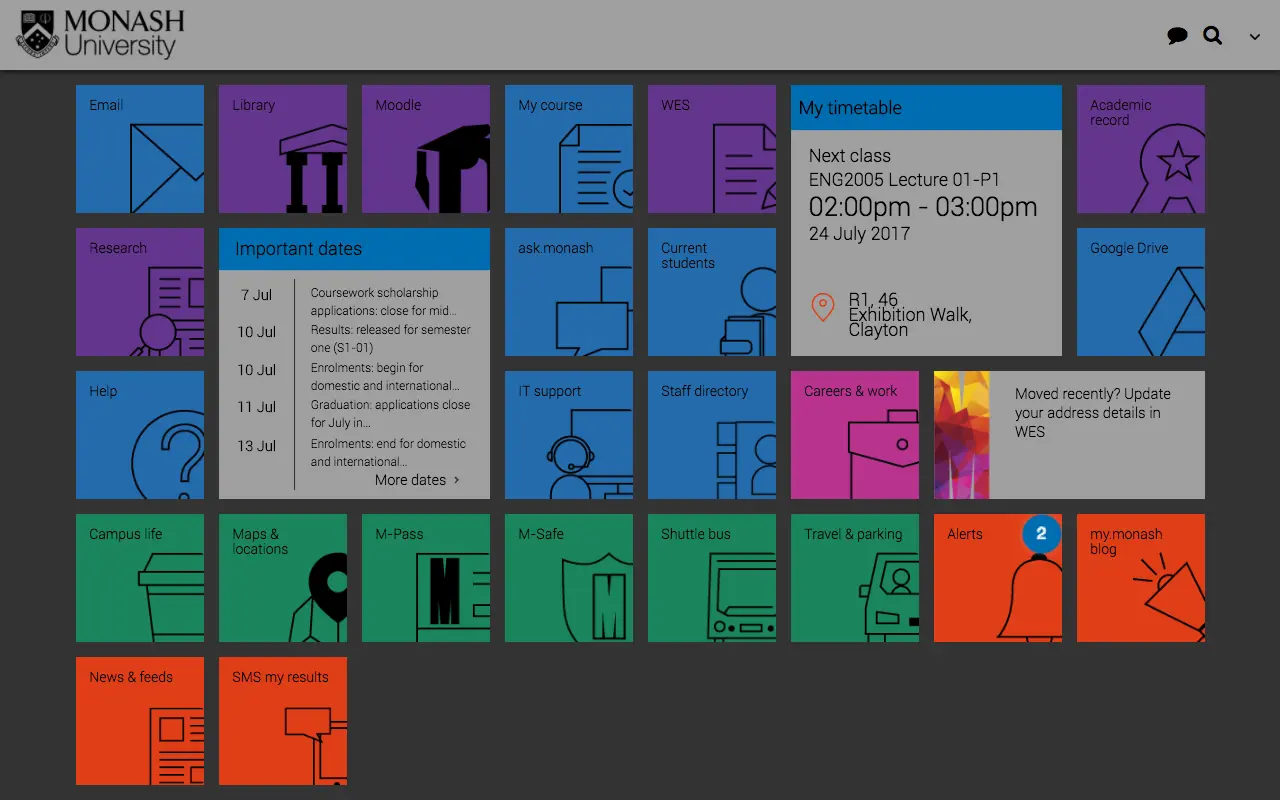 MONASH
University
Email
Library
Moodle
My course
WES
My timetable
Next class
ENG2005 Lecture 01-P1
02:00pm - 03:00pm
24 July 2017
R1, 46
Exhibition Walk,
Clayton
Academic
record
Research
Important dates
7 Jul
Coursework scholarship
applications: close for mid...
10 Jul
Results: released for semester
one (S1-01)
10 Jul
Enrolments: begin for
domestic and international...
11 Jul
Graduation: applications close
for July in...
13 Jul
Enrolments: end for domestic
and international...
More dates
ask.monash
Current
students
Google Drive
Help
IT support
Staff directory
Careers & work
Moved recently? Update
your address details in
WES
Campus life
Maps &
locations
M-Pass
M
M-Safe
M
Shuttle bus
Travel & parking
Alerts
2
my.monash
blog
News & feeds
SMS my results